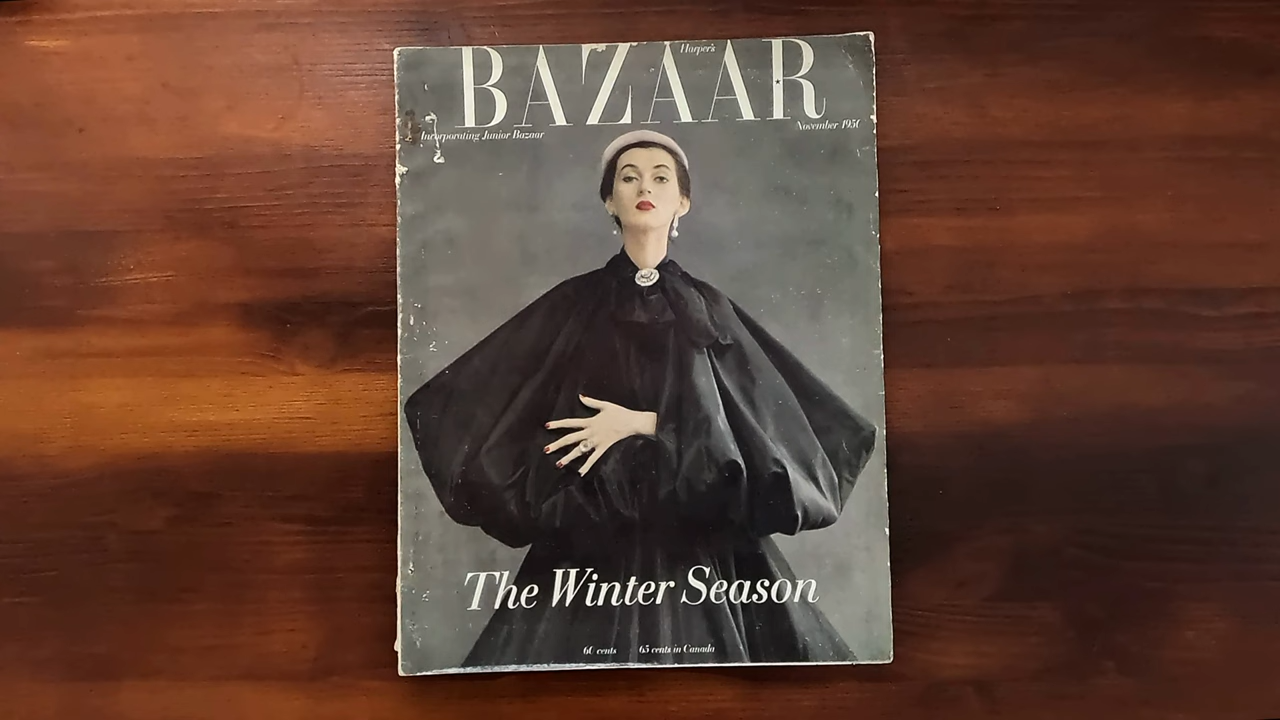 Harper's
BAZAAR
Incorporating Junior Bazaar
November 1950
The Winter Season
60 cents 65 cents in Canada